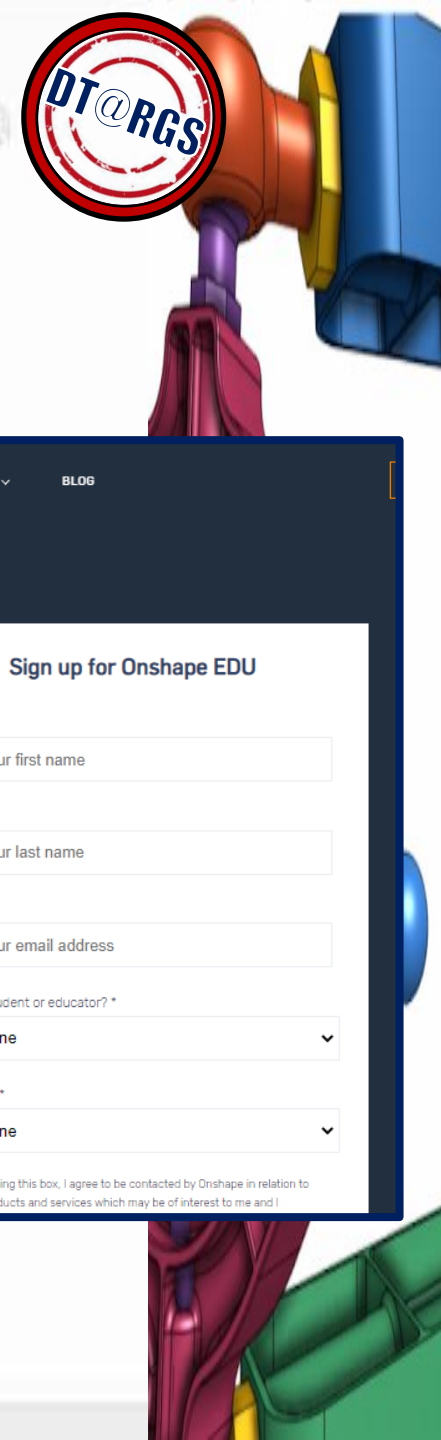 DT@RGS
BLOG
Sign up for Onshape EDU
ur first name
ur last name
ur email address
udent or educator? *
ne
*
ne
ing this box, I agree to be contacted by Onshape in relation to
ducts and services which may be of interest to me and I